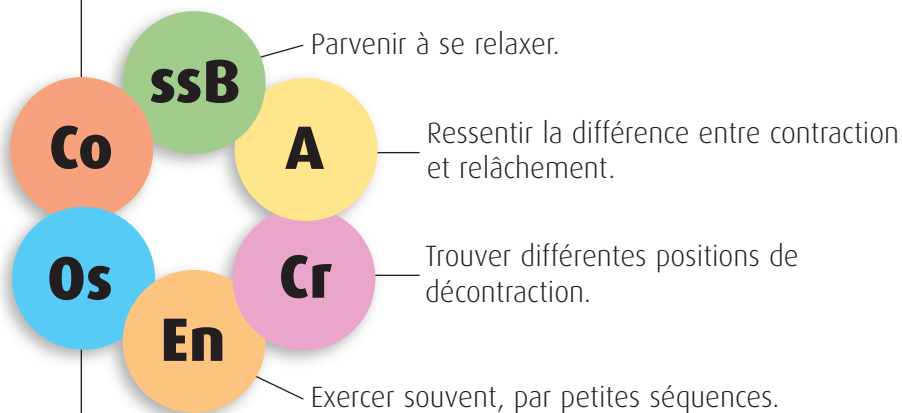 ssB
Parvenir à se relaxer.
Co
A
Ressentir la différence entre contraction
et relâchement.
Os
Cr
Trouver différentes positions de
décontraction.
En
Exercer souvent, par petites séquences.